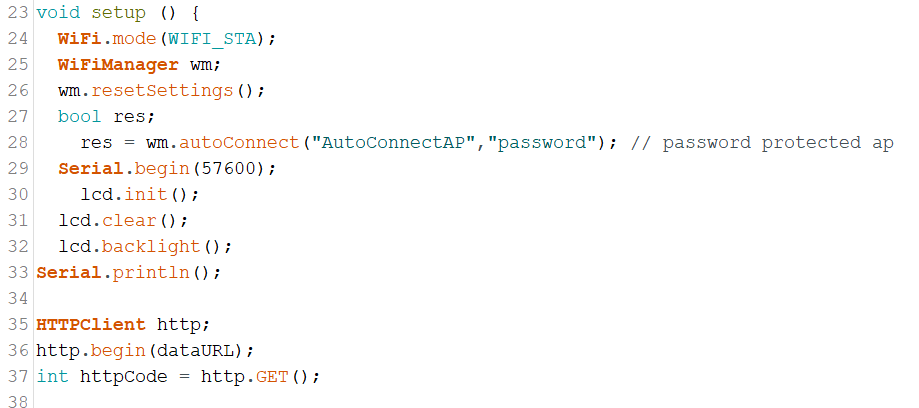 23 void setup () {
24   WiFi.mode(WIFI_STA);
25   WiFiManager wm;
26   wm.resetSettings();
27   bool res;
28     res = wm.autoConnect("AutoConnectAP","password"); // password protected ap
29   Serial.begin(57600);
30     lcd.init();
31   lcd.clear();
32   lcd.backlight();
33 Serial.println();
34
35 HTTPClient http;
36 http.begin(dataURL);
37 int httpCode = http.GET();
38